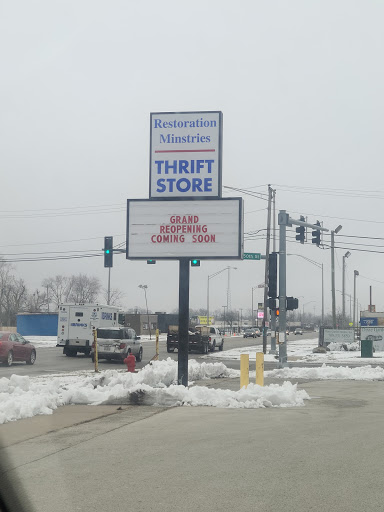 Restoration
Minstries
THRIFT
STORE
GRAND
REOPENING
COMING SOON